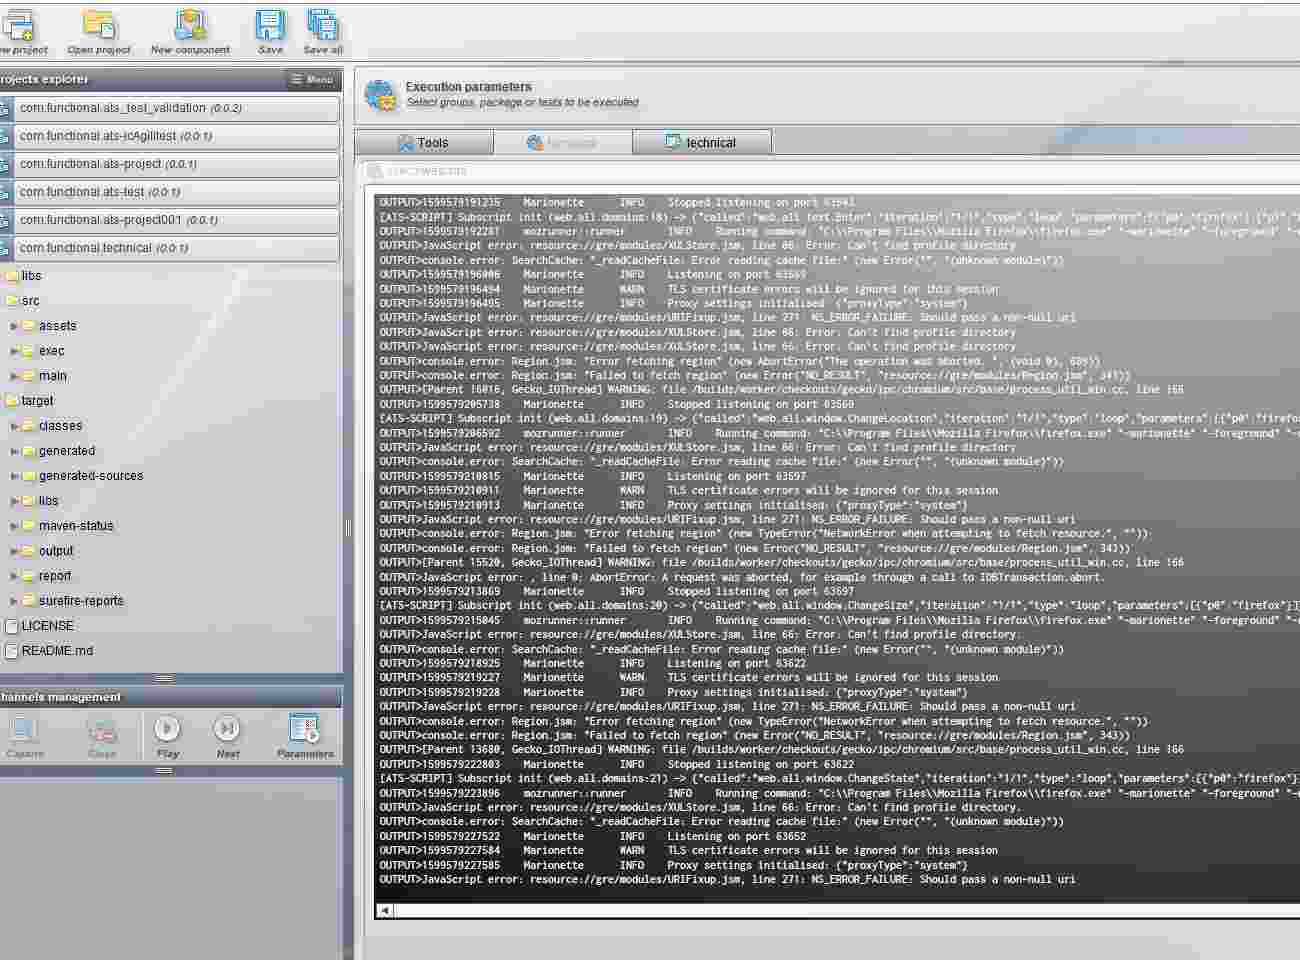 ew project
Open project
New component
Save
Save all
rojects explorer
Menu
com.functional.ats_test_validation (0.0.2)
com.functional.ats-icAgilitest (0.0.1)
com.functional.ats-project (0.0.1)
com.functional.ats-test (0.0.1)
com.functional.ats-project001 (0.0.1)
com.functional.technical (0.0.1)
libs
src
assets
exec
main
target
classes
generated
generated-sources
libs
maven-status
output
report
surefire-reports
LICENSE
README.md
hannels management
Capture
Close
Play
Next
Parameters
Execution parameters
Select groups, package or tests to be executed
Tools
technical
OUTPUT>1599579191235 Marionette INFO Stopped listening on port 63543
[ATS-SCRIPT] Subscript init (web.all.domains:18) -> {"called":"web.all.text.Enter","iteration":"1/1","type":"loop","parameters":[{"p0":"firefox"},{"p1":"
OUTPUT>1599579192281 mozrunner::runner INFO Running command: "C:\\Program Files\\Mozilla Firefox\\firefox.exe" "-marionette" "-foreground" "-
OUTPUT>JavaScript error: resource://gre/modules/XULStore.jsm, line 66: Error: Can't find profile directory
OUTPUT>console.error: SearchCache: "_readCacheFile: Error reading cache file:" (new Error("", "(unknown module)"))
OUTPUT>1599579196006 Marionette INFO Listening on port 63569
OUTPUT>1599579196494 Marionette WARN TLS certificate errors will be ignored for this session
OUTPUT>1599579196495 Marionette INFO Proxy settings initialised: {"proxyType":"system"}
OUTPUT>JavaScript error: resource://gre/modules/URIFixup.jsm, line 271: NS_ERROR_FAILURE: Should pass a non-null uri
OUTPUT>JavaScript error: resource://gre/modules/XULStore.jsm, line 66: Error: Can't find profile directory
OUTPUT>JavaScript error: resource://gre/modules/XULStore.jsm, line 66: Error: Can't find profile directory
OUTPUT>console.error: Region.jsm: "Error fetching region" (new AbortError("The operation was aborted. ", (void 0), 689))
OUTPUT>console.error: Region.jsm: "Failed to fetch region" (new Error("NO_RESULT", "resource://gre/modules/Region.jsm", 343))
OUTPUT>[Parent 16016, Gecko_IOThread] WARNING: file /builds/worker/checkouts/gecko/ipc/chromium/src/base/process_util_win.cc, line 166
OUTPUT>1599579205738 Marionette INFO Stopped listening on port 63569
[ATS-SCRIPT] Subscript init (web.all.domains:19) -> {"called":"web.all.window.ChangeLocation","iteration":"1/1","type":"loop","parameters":[{"p0":"firefo
OUTPUT>1599579206592 mozrunner::runner INFO Running command: "C:\\Program Files\\Mozilla Firefox\\firefox.exe" "-marionette" "-foreground" "-
OUTPUT>JavaScript error: resource://gre/modules/XULStore.jsm, line 66: Error: Can't find profile directory
OUTPUT>console.error: SearchCache: "_readCacheFile: Error reading cache file:" (new Error("", "(unknown module)"))
OUTPUT>1599579210815 Marionette INFO Listening on port 63597
OUTPUT>1599579210911 Marionette WARN TLS certificate errors will be ignored for this session
OUTPUT>1599579210913 Marionette INFO Proxy settings initialised: {"proxyType":"system"}
OUTPUT>JavaScript error: resource://gre/modules/URIFixup.jsm, line 271: NS_ERROR_FAILURE: Should pass a non-null uri
OUTPUT>console.error: Region.jsm: "Error fetching region" (new TypeError("NetworkError when attempting to fetch resource.", ""))
OUTPUT>console.error: Region.jsm: "Failed to fetch region" (new Error("NO_RESULT", "resource://gre/modules/Region.jsm", 343))
OUTPUT>[Parent 15520, Gecko_IOThread] WARNING: file /builds/worker/checkouts/gecko/ipc/chromium/src/base/process_util_win.cc, line 166
OUTPUT>JavaScript error: , line 0: AbortError: A request was aborted, for example through a call to IDBTransaction.abort.
OUTPUT>1599579213869 Marionette INFO Stopped listening on port 63597
[ATS-SCRIPT] Subscript init (web.all.domains:20) -> {"called":"web.all.window.ChangeSize","iteration":"1/1","type":"loop","parameters":[{"p0":"firefox"}
OUTPUT>1599579215045 mozrunner::runner INFO Running command: "C:\\Program Files\\Mozilla Firefox\\firefox.exe" "-marionette" "-foreground" "-
OUTPUT>JavaScript error: resource://gre/modules/XULStore.jsm, line 66: Error: Can't find profile directory.
OUTPUT>console.error: SearchCache: "_readCacheFile: Error reading cache file:" (new Error("", "(unknown module)"))
OUTPUT>1599579218925 Marionette INFO Listening on port 63622
OUTPUT>1599579219227 Marionette WARN TLS certificate errors will be ignored for this session
OUTPUT>1599579219228 Marionette INFO Proxy settings initialised: {"proxyType":"system"}
OUTPUT>JavaScript error: resource://gre/modules/URIFixup.jsm, line 271: NS_ERROR_FAILURE: Should pass a non-null uri
OUTPUT>console.error: Region.jsm: "Error fetching region" (new TypeError("NetworkError when attempting to fetch resource.", ""))
OUTPUT>console.error: Region.jsm: "Failed to fetch region" (new Error("NO_RESULT", "resource://gre/modules/Region.jsm", 343))
OUTPUT>[Parent 13680, Gecko_IOThread] WARNING: file /builds/worker/checkouts/gecko/ipc/chromium/src/base/process_util_win.cc, line 166
OUTPUT>1599579222803 Marionette INFO Stopped listening on port 63622
[ATS-SCRIPT] Subscript init (web.all.domains:21) -> {"called":"web.all.window.ChangeState","iteration":"1/1","type":"loop","parameters":[{"p0":"firefox"}
OUTPUT>1599579223896 mozrunner::runner INFO Running command: "C:\\Program Files\\Mozilla Firefox\\firefox.exe" "-marionette" "-foreground" "-
OUTPUT>JavaScript error: resource://gre/modules/XULStore.jsm, line 66: Error: Can't find profile directory.
OUTPUT>console.error: SearchCache: "_readCacheFile: Error reading cache file:" (new Error("", "(unknown module)"))
OUTPUT>1599579227522 Marionette INFO Listening on port 63652
OUTPUT>1599579227584 Marionette WARN TLS certificate errors will be ignored for this session
OUTPUT>1599579227585 Marionette INFO Proxy settings initialised: {"proxyType":"system"}
OUTPUT>JavaScript error: resource://gre/modules/URIFixup.jsm, line 271: NS_ERROR_FAILURE: Should pass a non-null uri